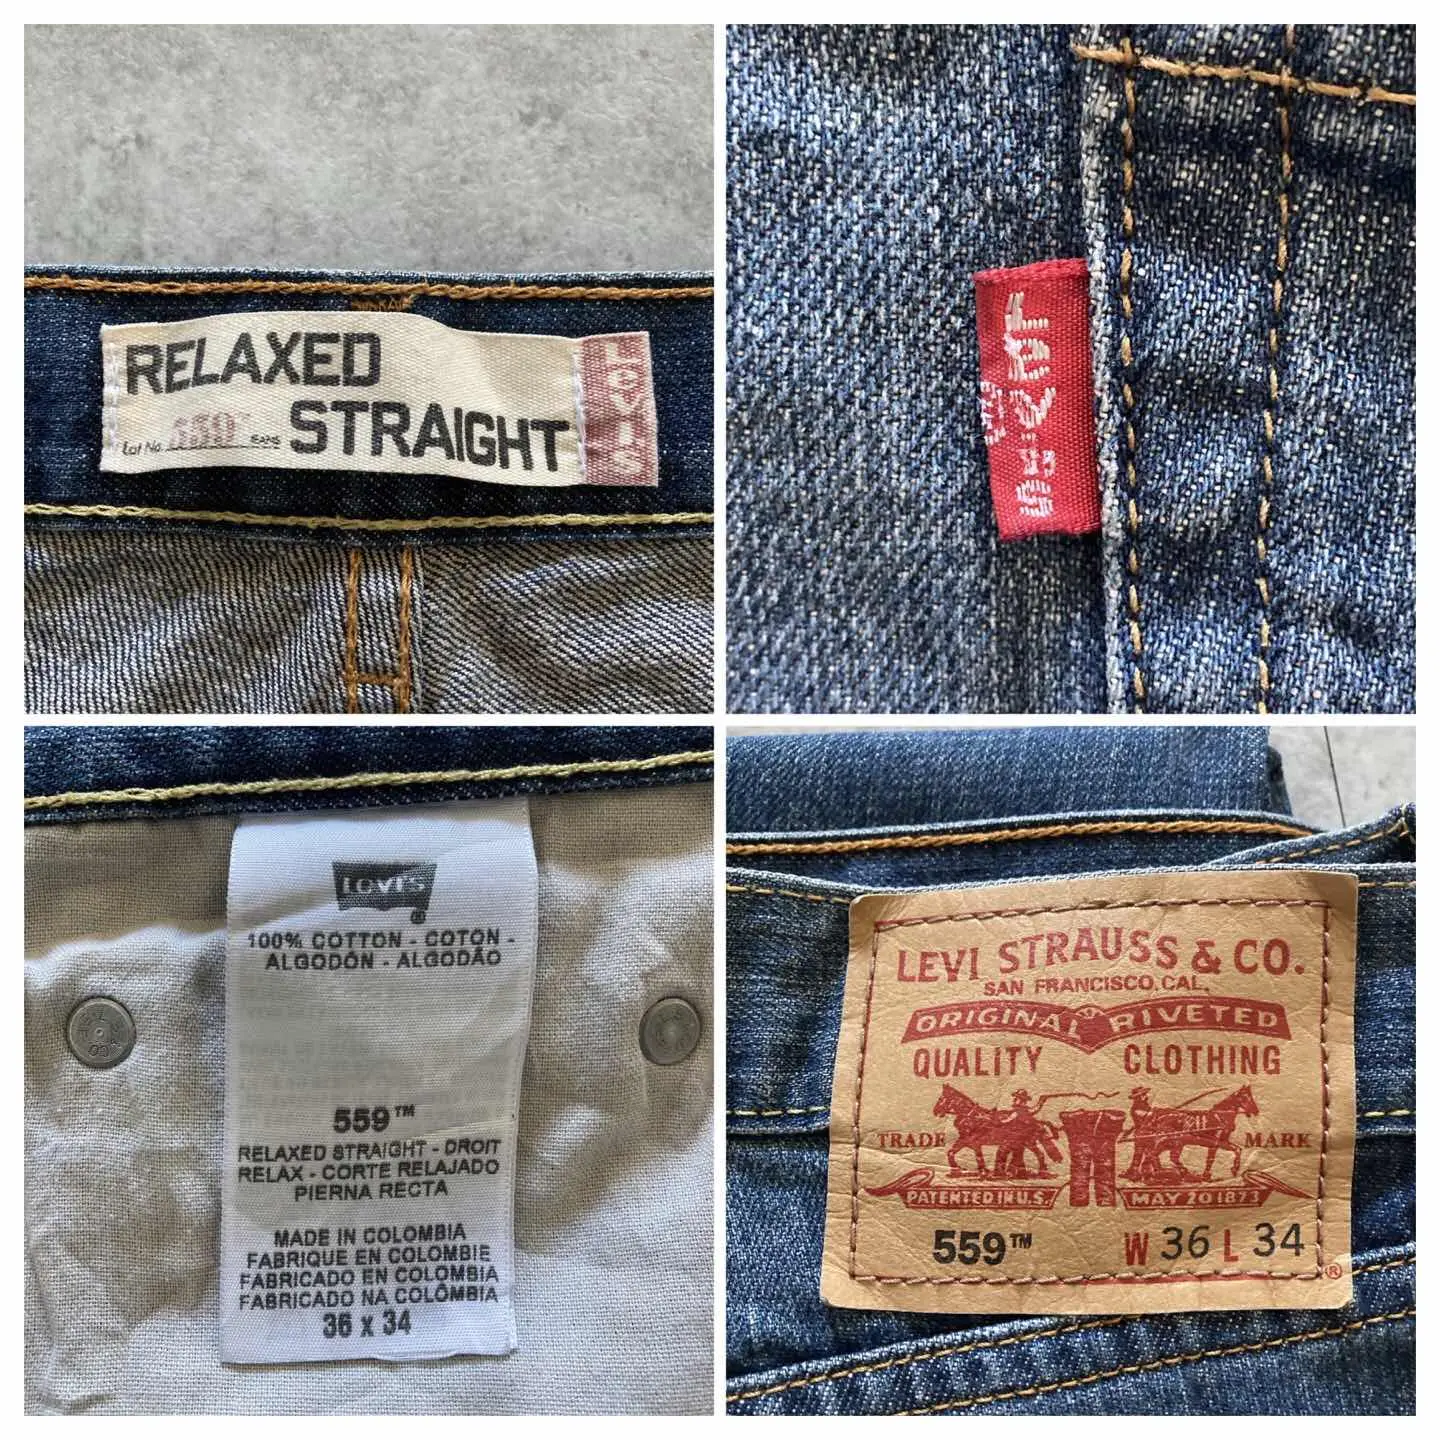 RELAXED
Lot No. 559™ JEANS STRAIGHT
LEVI'S
LEVI'S
®
LEVI'S
®
100% COTTON - COTON -
ALGODÓN - ALGODÃO
559™
RELAXED STRAIGHT - DROIT
RELAX - CORTE RELAJADO
PIERNA RECTA
MADE IN COLOMBIA
FABRIQUE EN COLOMBIE
FABRICADO EN COLOMBIA
FABRICADO NA COLÔMBIA
36 x 34
LEVI STRAUSS & CO.
SAN FRANCISCO, CAL.
ORIGINAL RIVETED
QUALITY CLOTHING
TRADE MARK
PATENTED IN U.S. MAY 20 1873
559™ W 36 L 34
®